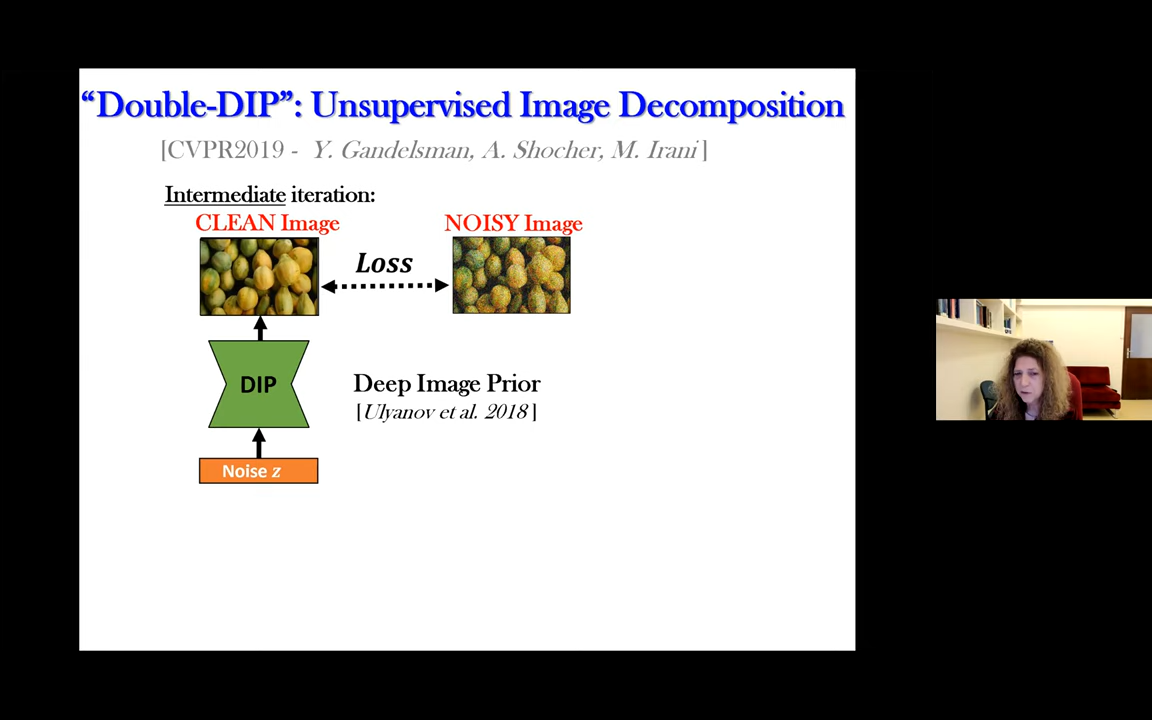 “Double-DIP”: Unsupervised Image Decomposition
[CVPR2019 - Y. Gandelsman, A. Shocher, M. Irani]
Intermediate iteration:
CLEAN Image
NOISY Image
Loss
DIP
Deep Image Prior
[Ulyanov et al. 2018]
Noise z